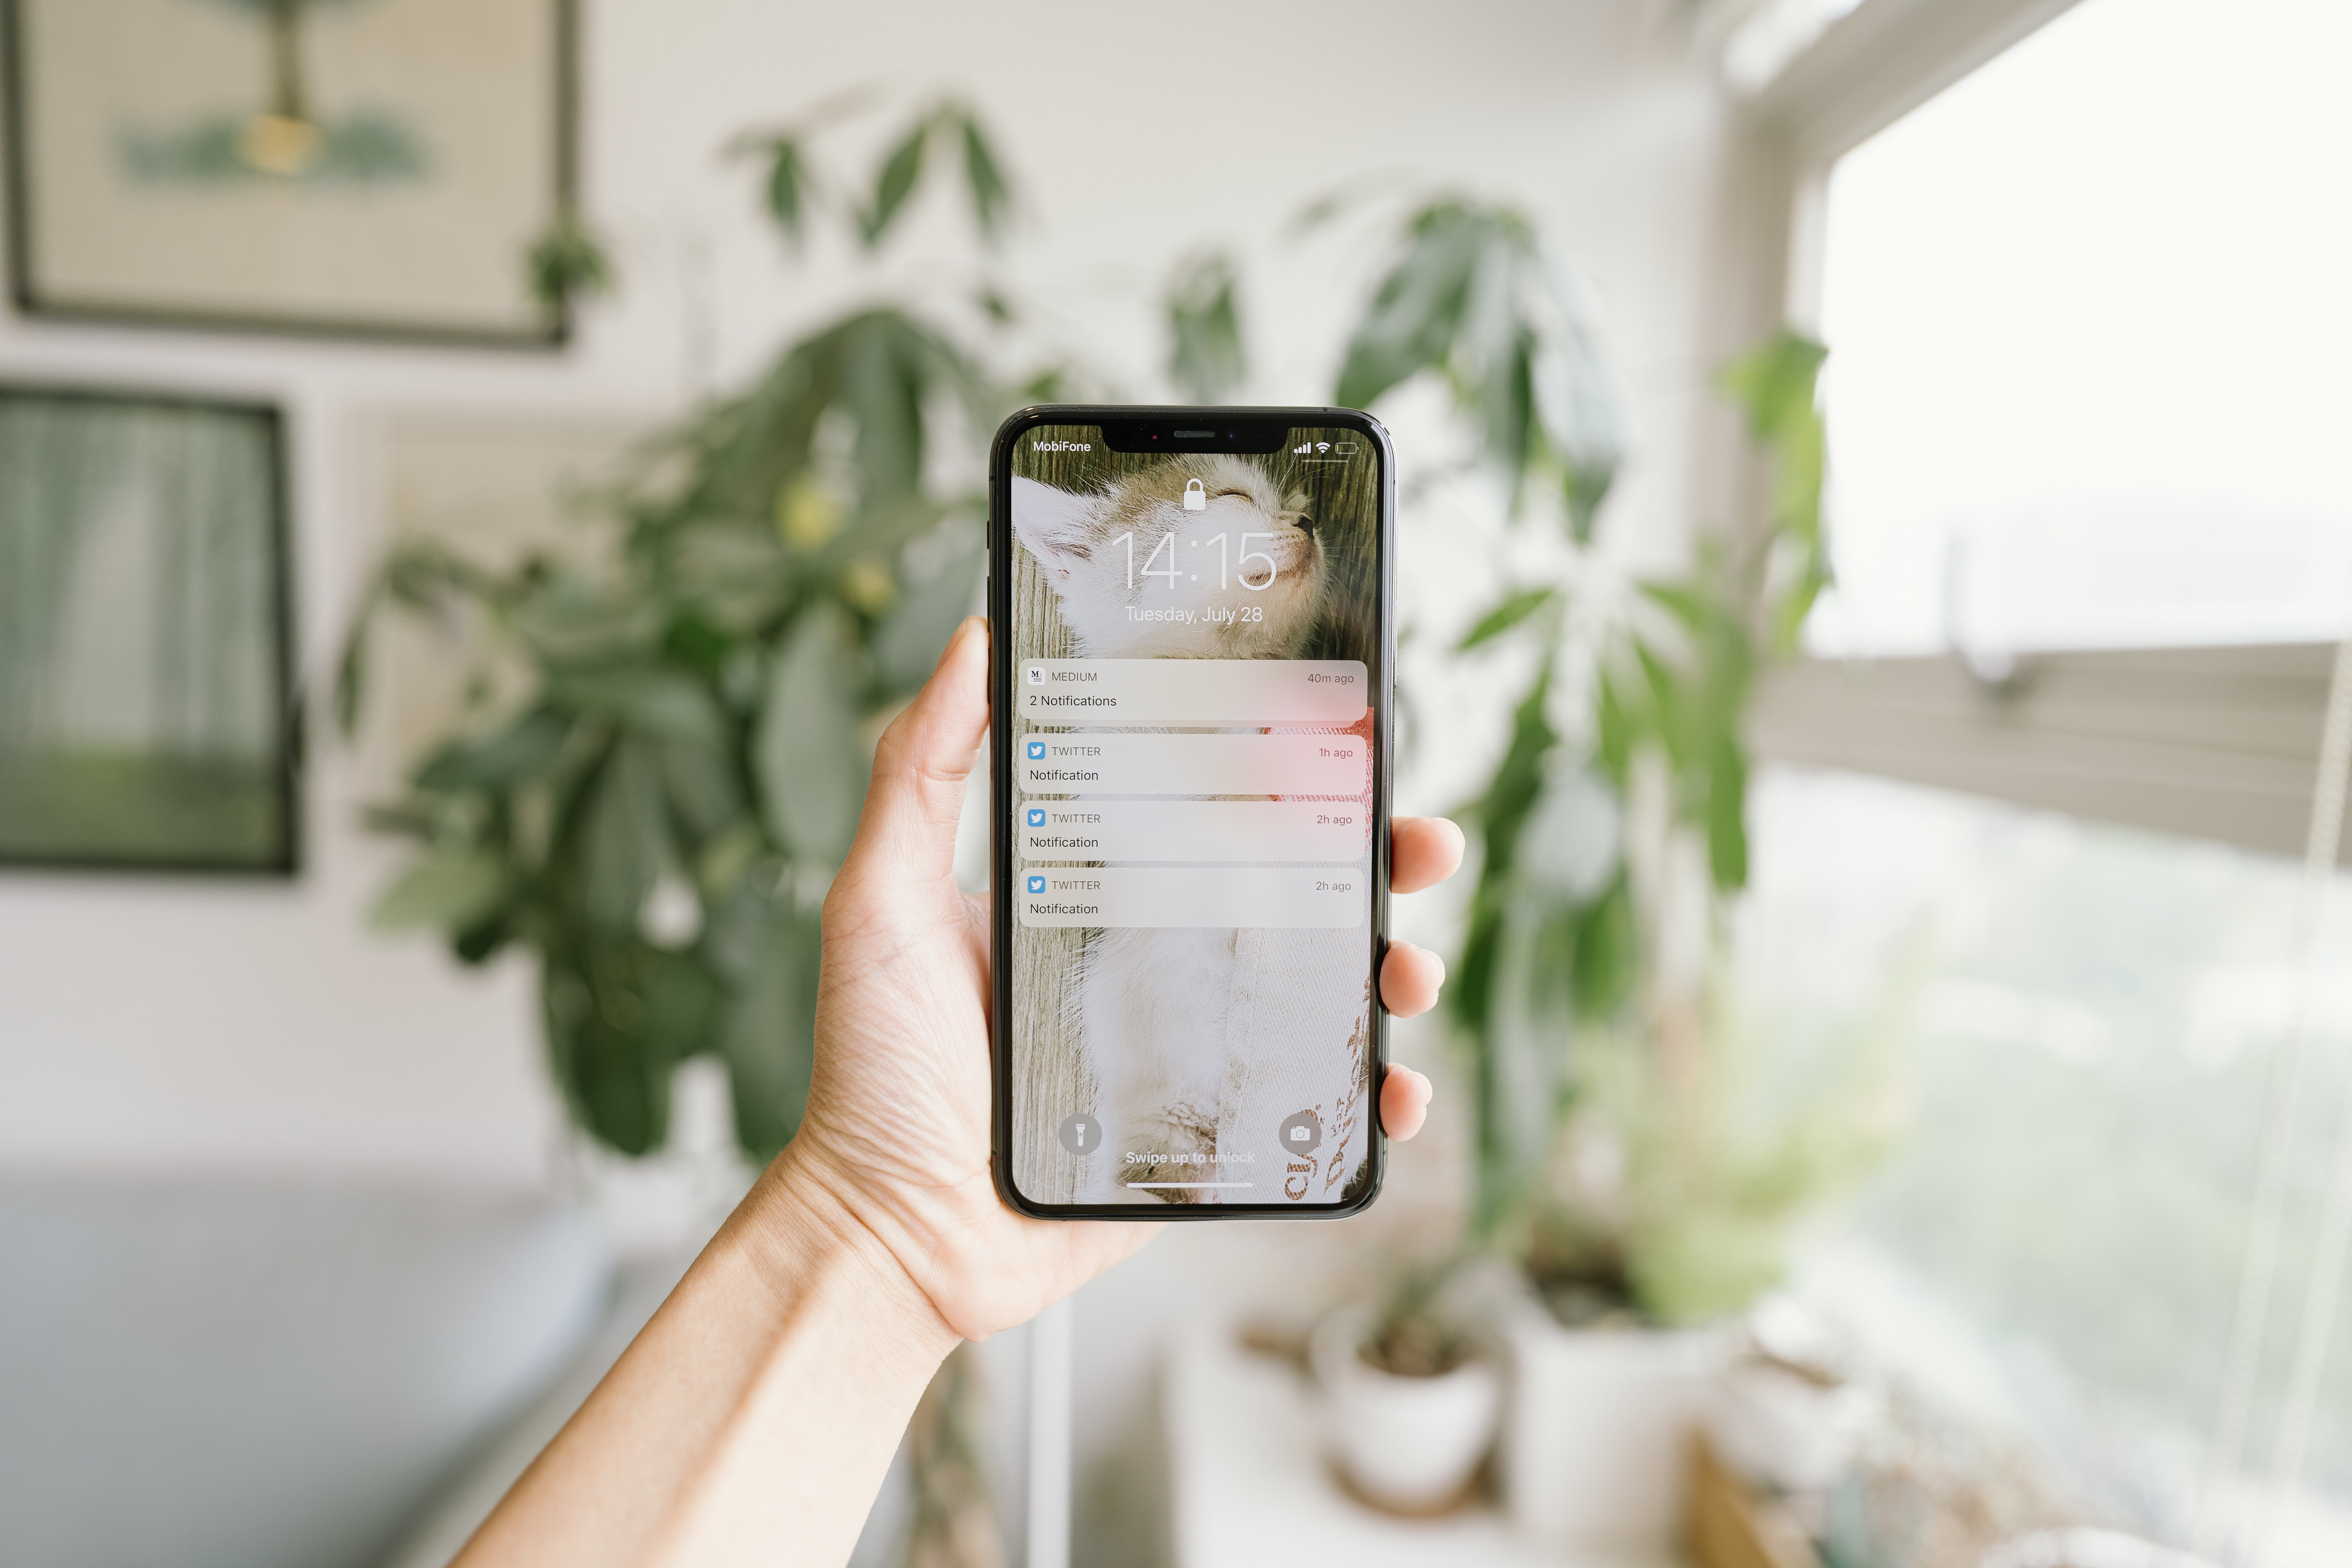 MobiFone
14:15
Tuesday, July 28
MEDIUM 40m ago
2 Notifications
TWITTER 1h ago
Notification
TWITTER 2h ago
Notification
TWITTER 2h ago
Notification
Swipe up to unlock